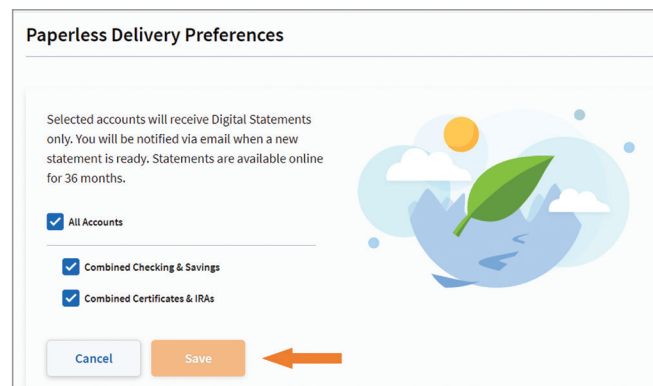 Paperless Delivery Preferences
Selected accounts will receive Digital Statements
only. You will be notified via email when a new
statement is ready. Statements are available online
for 36 months.
All Accounts
Combined Checking & Savings
Combined Certificates & IRAs
Cancel
Save